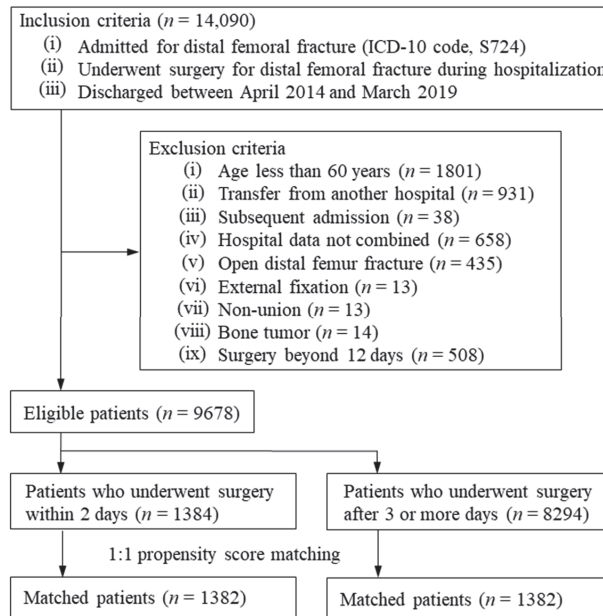 Inclusion criteria (n = 14,090)
(i) Admitted for distal femoral fracture (ICD-10 code, S724)
(ii) Underwent surgery for distal femoral fracture during hospitalization
(iii) Discharged between April 2014 and March 2019
Exclusion criteria
(i) Age less than 60 years (n = 1801)
(ii) Transfer from another hospital (n = 931)
(iii) Subsequent admission (n = 38)
(iv) Hospital data not combined (n = 658)
(v) Open distal femur fracture (n = 435)
(vi) External fixation (n = 13)
(vii) Non-union (n = 13)
(viii) Bone tumor (n = 14)
(ix) Surgery beyond 12 days (n = 508)
Eligible patients (n = 9678)
Patients who underwent surgery
within 2 days (n = 1384)
Patients who underwent surgery
after 3 or more days (n = 8294)
1:1 propensity score matching
Matched patients (n = 1382)
Matched patients (n = 1382)